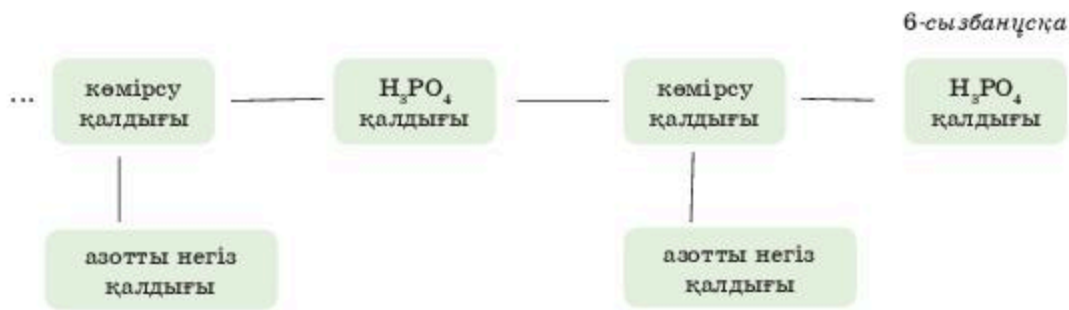 6-сызбанұсқа
... көмірсу қалдығы
H₃PO₄ қалдығы
көмірсу қалдығы
H₃PO₄ қалдығы
азотты негіз қалдығы
азотты негіз қалдығы